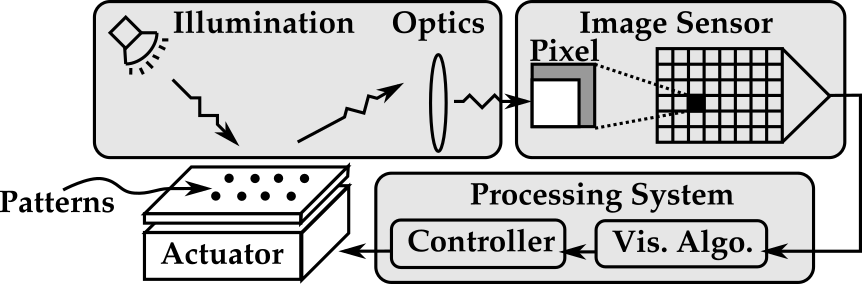 Illumination
Optics
Image Sensor
Pixel
Patterns
Actuator
Processing System
Controller
Vis. Algo.